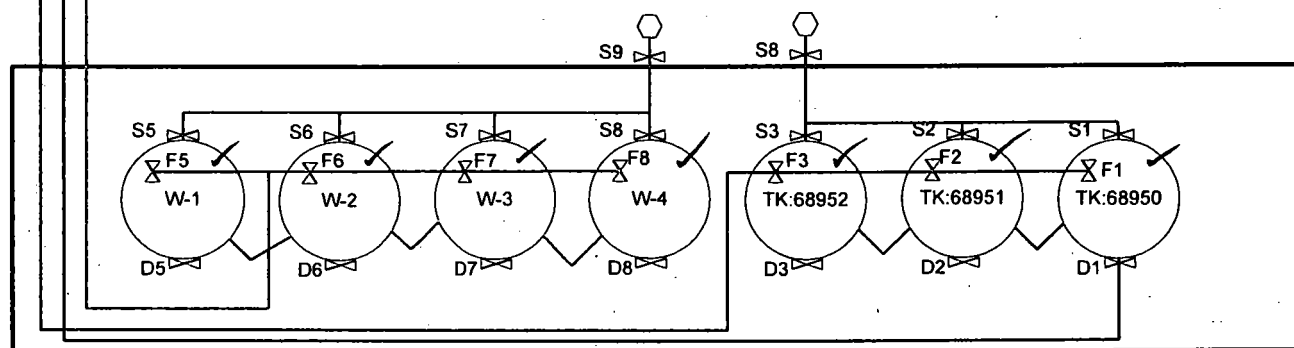 S9 S8
S5 S6 S7 S8 S3 S2 S1
F5 F6 F7 F8 F3 F2 F1
W-1 W-2 W-3 W-4 TK:68952 TK:68951 TK:68950
D5 D6 D7 D8 D3 D2 D1